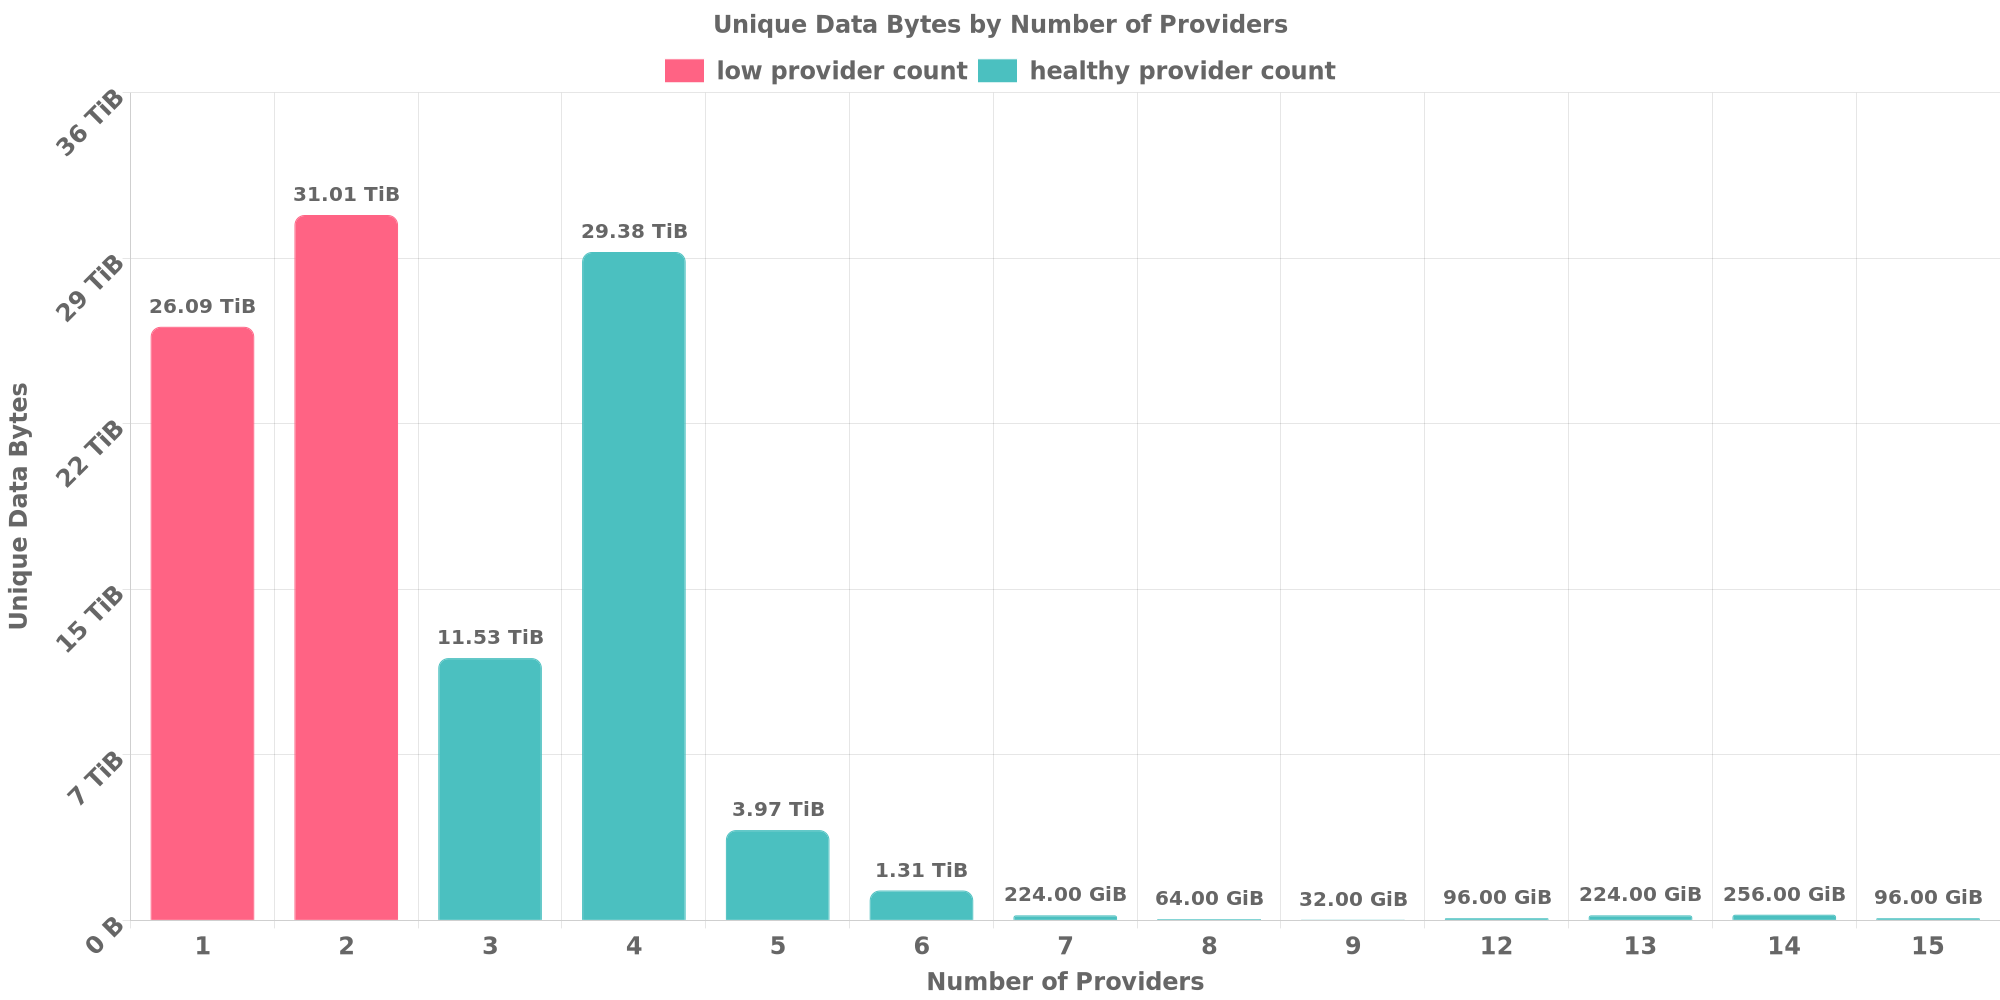 Unique Data Bytes by Number of Providers
low provider count healthy provider count
36 TiB
29 TiB
22 TiB
15 TiB
7 TiB
0 B
Unique Data Bytes
26.09 TiB
31.01 TiB
11.53 TiB
29.38 TiB
3.97 TiB
1.31 TiB
224.00 GiB
64.00 GiB
32.00 GiB
96.00 GiB
224.00 GiB
256.00 GiB
96.00 GiB
1 2 3 4 5 6 7 8 9 12 13 14 15
Number of Providers